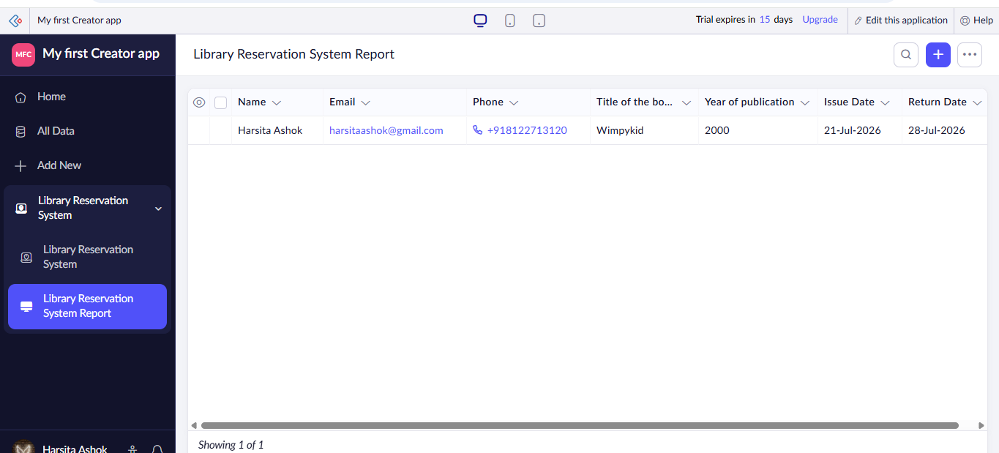 My first Creator app
Trial expires in 15 days Upgrade
Edit this application
Help
MFC My first Creator app
Home
All Data
Add New
Library Reservation
System
Library Reservation
System
Library Reservation
System Report
Harsita Ashok
Library Reservation System Report
Name Email Phone Title of the bo... Year of publication Issue Date Return Date
Harsita Ashok harsitaashok@gmail.com +918122713120 Wimpykid 2000 21-Jul-2026 28-Jul-2026
Showing 1 of 1